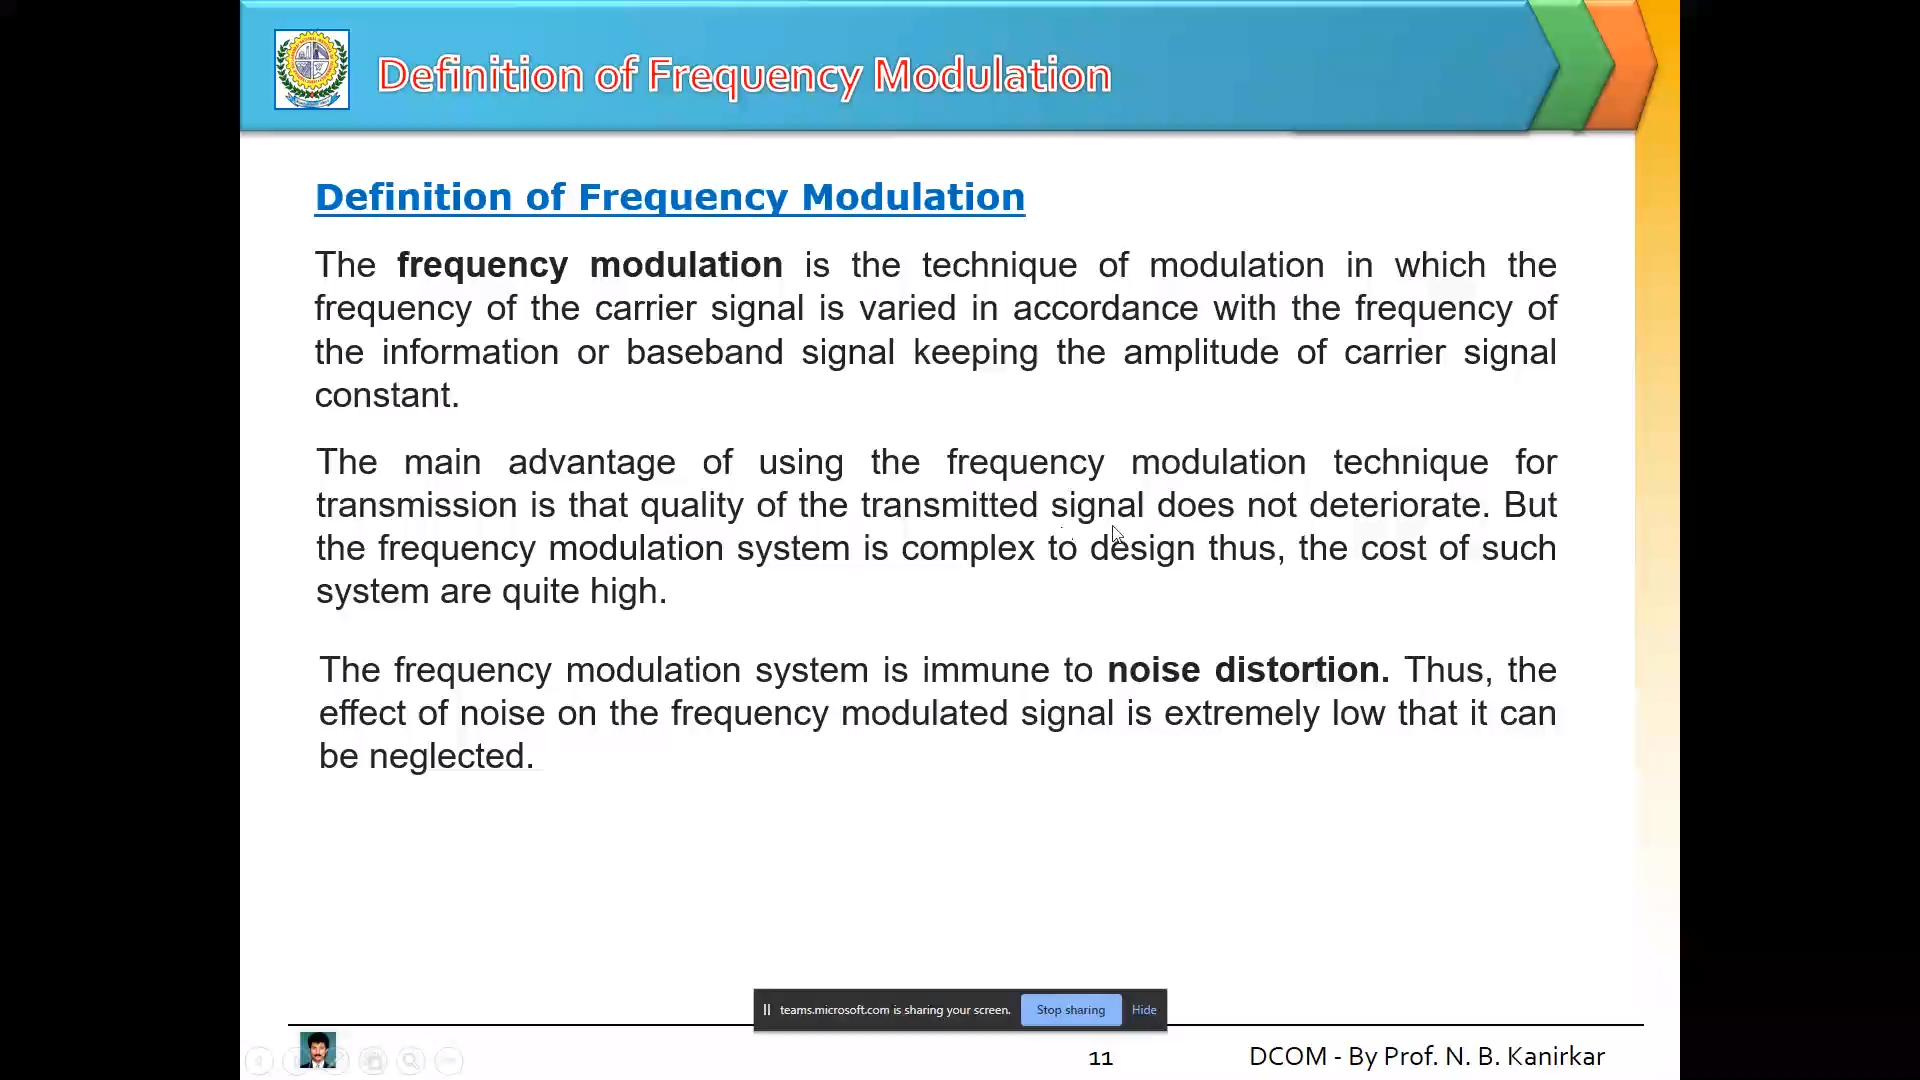 Definition of Frequency Modulation
Definition of Frequency Modulation
The frequency modulation is the technique of modulation in which the
frequency of the carrier signal is varied in accordance with the frequency of
the information or baseband signal keeping the amplitude of carrier signal
constant.
The main advantage of using the frequency modulation technique for
transmission is that quality of the transmitted signal does not deteriorate. But
the frequency modulation system is complex to design thus, the cost of such
system are quite high.
The frequency modulation system is immune to noise distortion. Thus, the
effect of noise on the frequency modulated signal is extremely low that it can
be neglected.
teams.microsoft.com is sharing your screen. Stop sharing Hide
11 DCOM - By Prof. N. B. Kanirkar